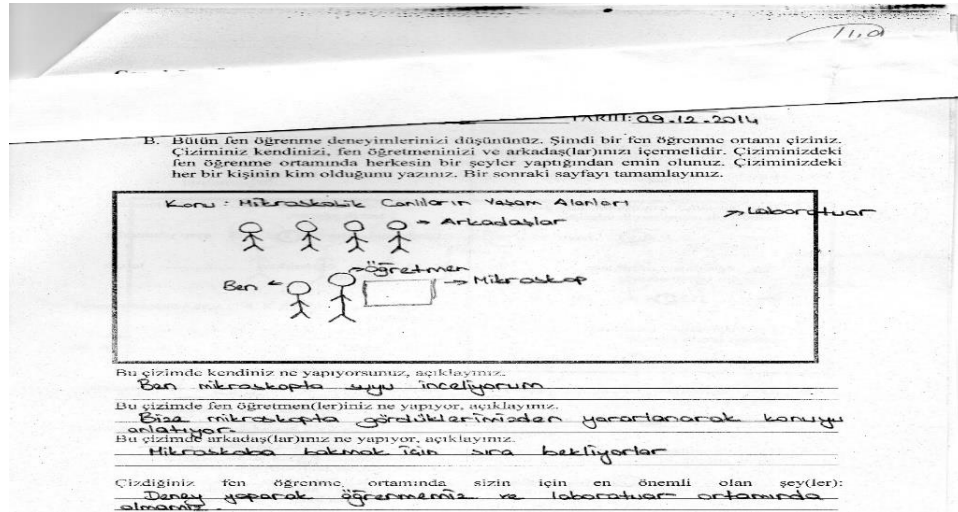 11.0
TARİHİ: 09.12.2014
B. Bütün fen öğrenme deneyimlerinizi düşününüz. Şimdi bir fen öğrenme ortamı çiziniz.
Çiziminiz kendinizi, fen öğretmeninizi ve arkadaş(lar)ınızı içermelidir. Çiziminizdeki
fen öğrenme ortamında herkesin bir şeyler yaptığından emin olunuz. Çiziminizdeki
her bir kişinin kim olduğunu yazınız. Bir sonraki sayfayı tamamlayınız.
Konu : Mikroskobik Canlıların Yaşam Alanları
→ Laboratuar
→ Arkadaşlar
→ Öğretmen
Ben ←
→ Mikroskop
Bu çizimde kendiniz ne yapıyorsunuz, açıklayınız.
Ben mikroskopta suyu inceliyorum
Bu çizimde fen öğretmen(ler)iniz ne yapıyor, açıklayınız.
Bize mikroskopta gördüklerimizden yararlanarak konuyu
anlatıyor.
Bu çizimde arkadaş(lar)ınız ne yapıyor, açıklayınız.
Mikroskoba bakmak için sıra bekliyorlar
Çizdiğiniz fen öğrenme ortamında sizin için en önemli olan şey(ler):
Deney yaparak öğrenmemiz ve laboratuar ortamında
olmamız.